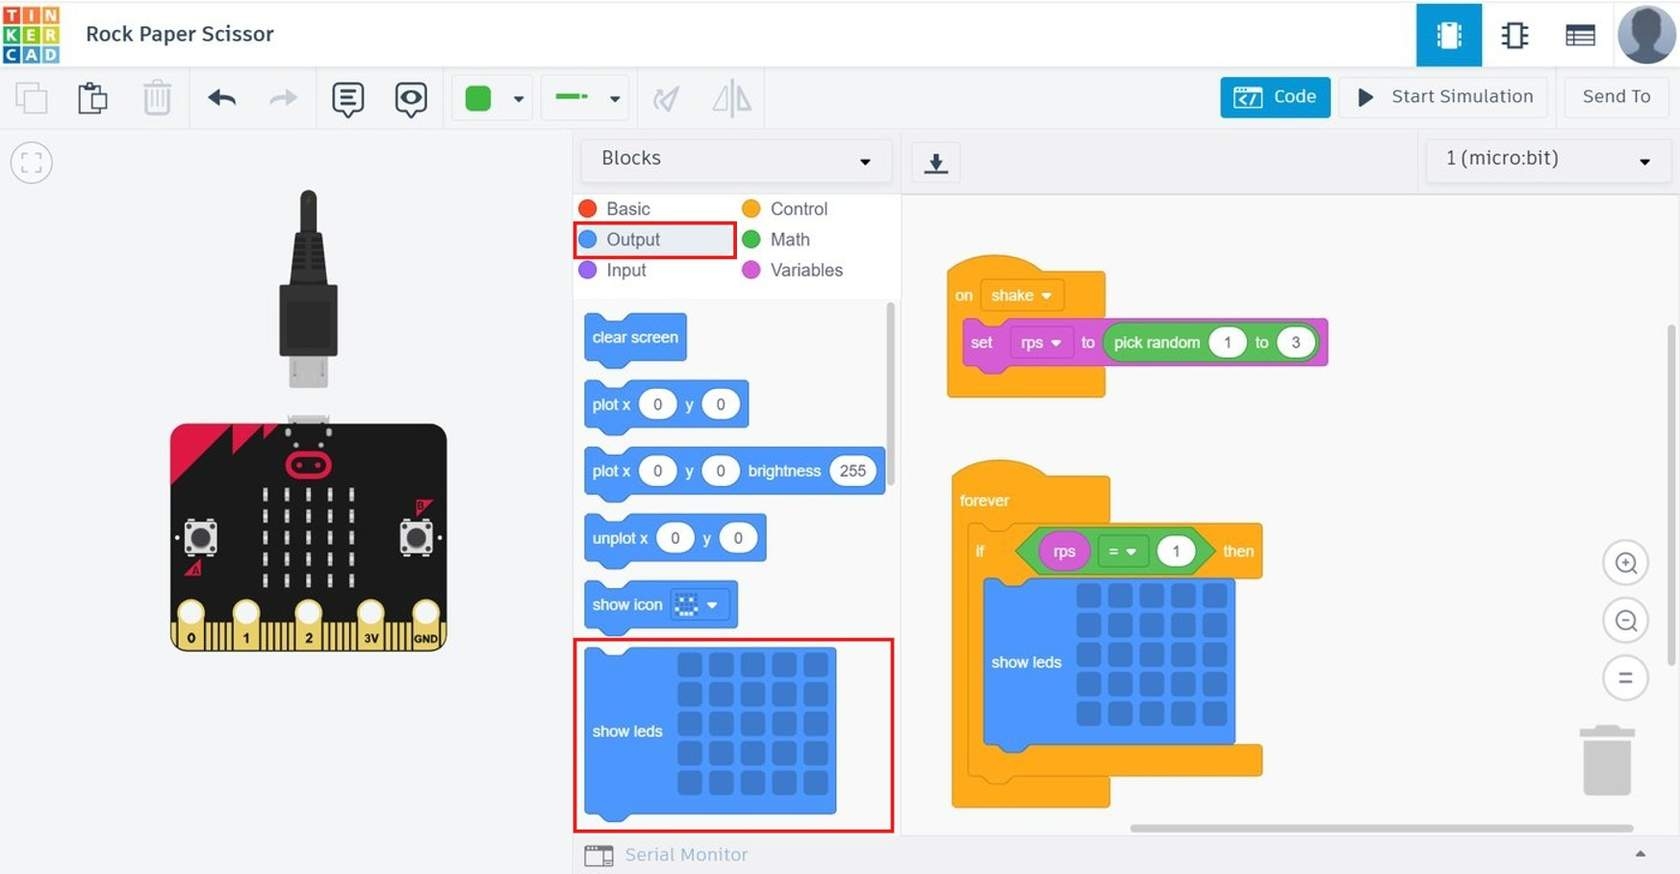 TIN
KER
CAD
Rock Paper Scissor
Code
Start Simulation
Send To
Blocks
1 (micro:bit)
Basic
Control
Output
Math
Input
Variables
clear screen
plot x 0 y 0
plot x 0 y 0 brightness 255
unplot x 0 y 0
show icon
show leds
on shake
set rps to pick random 1 to 3
forever
if rps = 1 then
show leds
B
A
0 1 2 3V GND
Serial Monitor